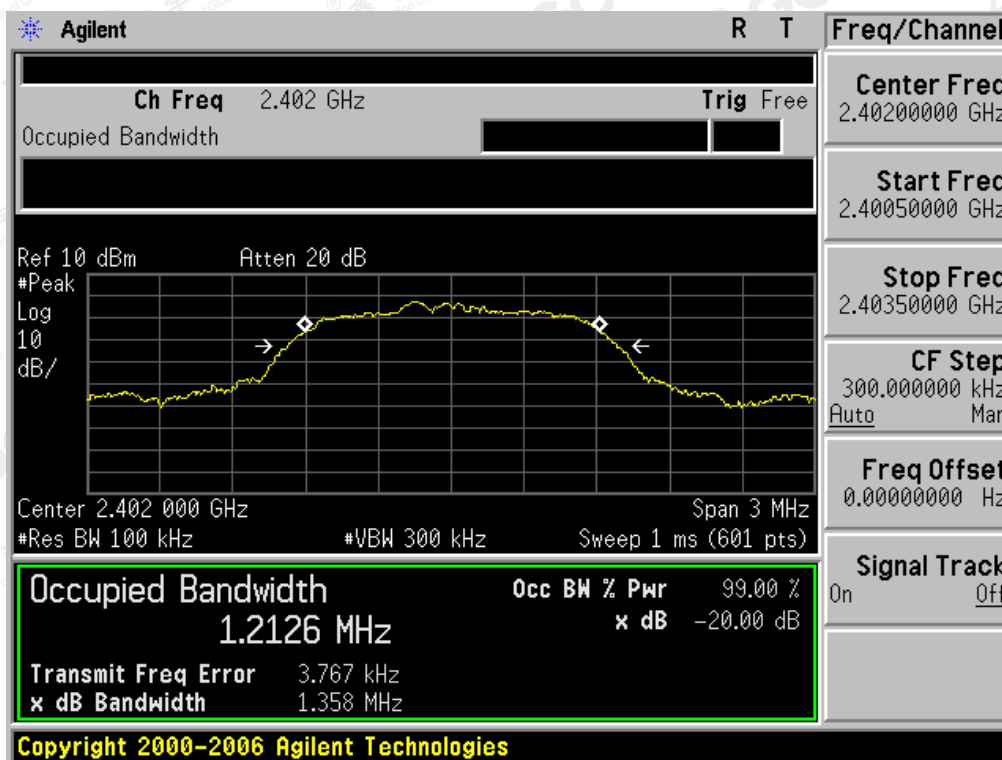 Agilent R T Freq/Channel
Ch Freq 2.402 GHz Trig Free
Occupied Bandwidth
Center Freq
2.40200000 GHz
Start Freq
2.40050000 GHz
Stop Freq
2.40350000 GHz
CF Step
300.000000 kHz
Auto Man
Freq Offset
0.00000000 Hz
Signal Track
On Off
Ref 10 dBm Atten 20 dB
#Peak
Log
10
dB/
Center 2.402 000 GHz Span 3 MHz
#Res BW 100 kHz #VBW 300 kHz Sweep 1 ms (601 pts)
Occupied Bandwidth
1.2126 MHz
Occ BW % Pwr 99.00 %
x dB -20.00 dB
Transmit Freq Error 3.767 kHz
x dB Bandwidth 1.358 MHz
Copyright 2000-2006 Agilent Technologies